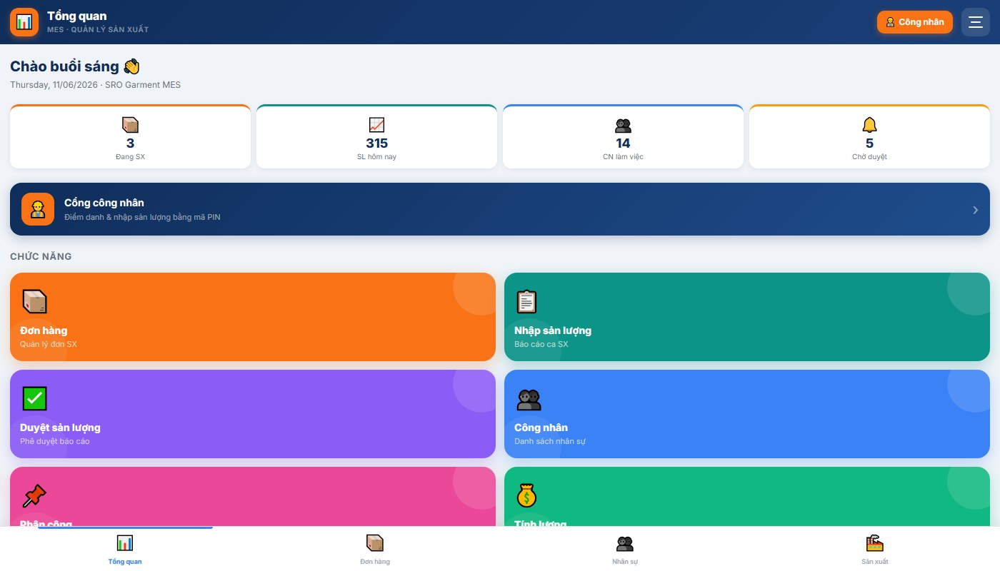 Tổng quan
MES · QUẢN LÝ SẢN XUẤT
Công nhân
Chào buổi sáng
Thursday, 11/06/2026 · SRO Garment MES
3
Đang SX
315
SL hôm nay
14
CN làm việc
5
Chờ duyệt
Cổng công nhân
Điểm danh & nhập sản lượng bằng mã PIN
CHỨC NĂNG
Đơn hàng
Quản lý đơn SX
Nhập sản lượng
Báo cáo ca SX
Duyệt sản lượng
Phê duyệt báo cáo
Công nhân
Danh sách nhân sự
Phân công
Tính lương
Tổng quan
Đơn hàng
Nhân sự
Sản xuất